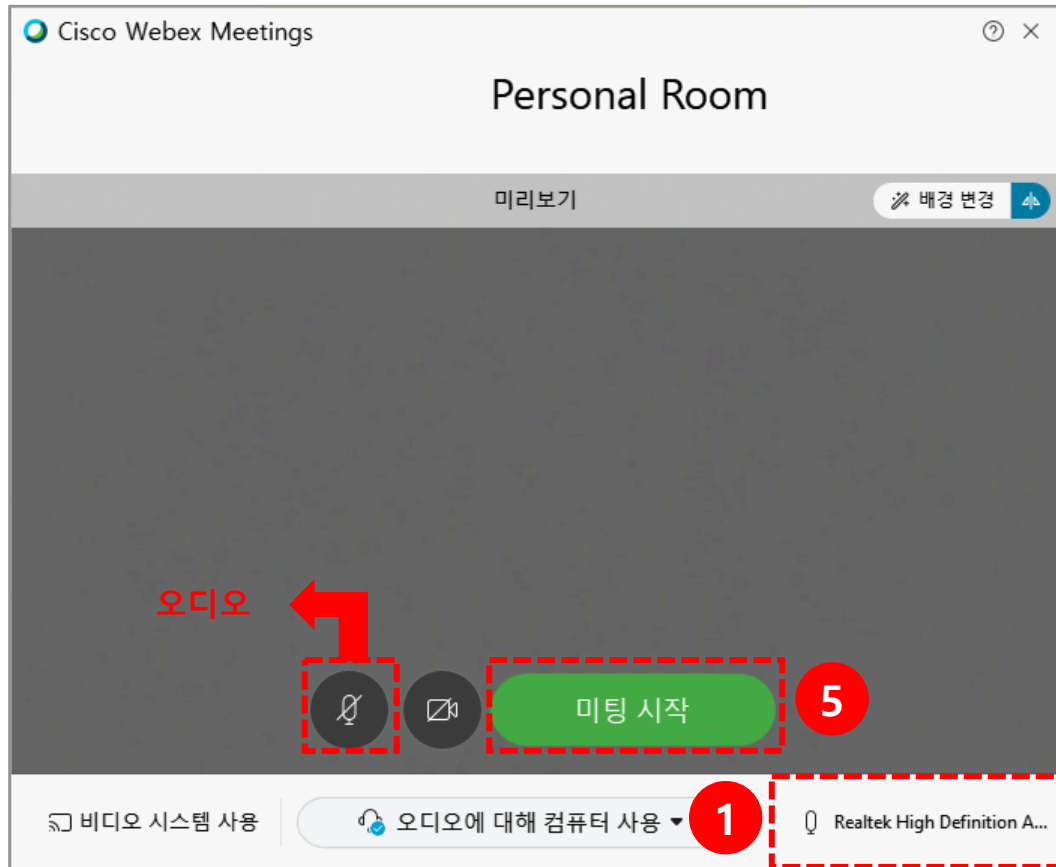 Cisco Webex Meetings
Personal Room
미리보기
배경 변경
오디오
미팅 시작
5
비디오 시스템 사용
오디오에 대해 컴퓨터 사용
1
Realtek High Definition A...